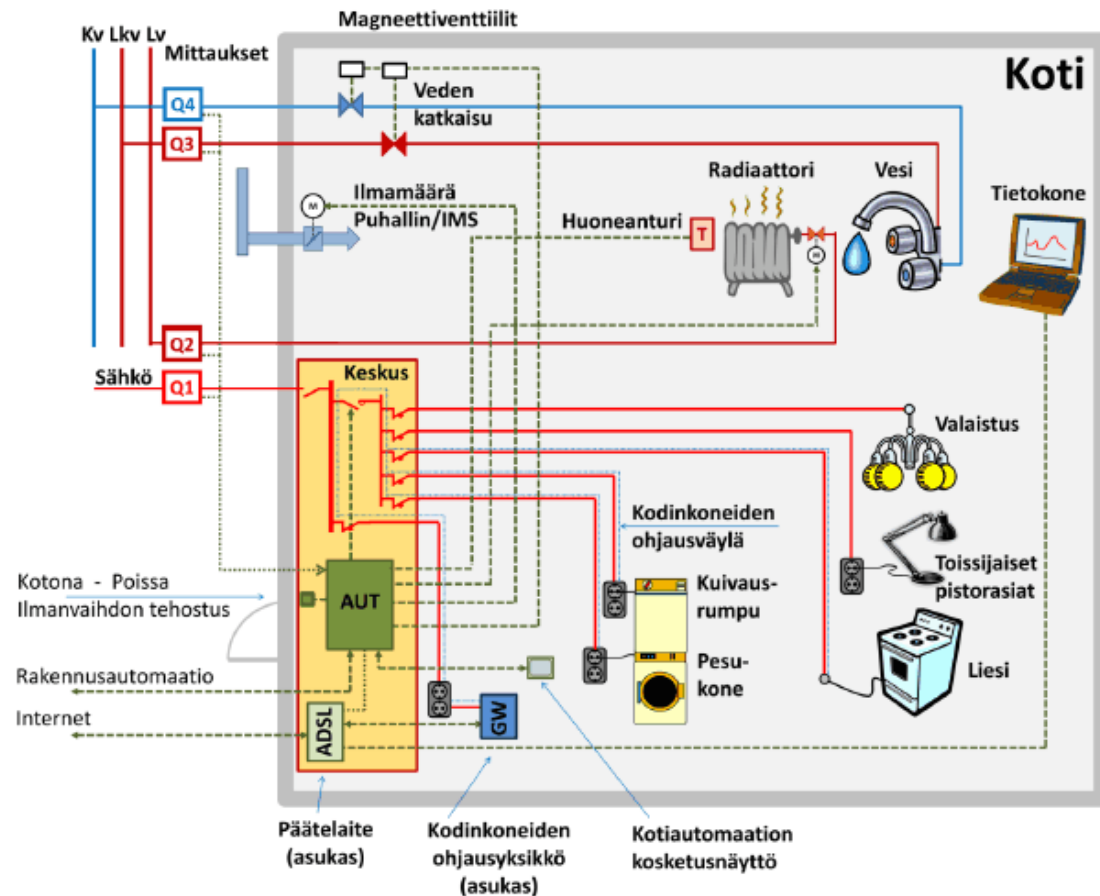 Magneettiventtiilit
Kv Lkv Lv
Mittaukset
Koti
Q4
Veden
katkaisu
Q3
Radiaattori
Vesi
Tietokone
Ilmamäärä
Puhallin/IMS
M
Huoneanturi
T
M
Q2
Sähkö
Q1
Keskus
Valaistus
Kodinkoneiden
ohjausväylä
Toissijaiset
pistorasiat
Kotona - Poissa
Ilmanvaihdon tehostus
AUT
Kuivaus-
rumpu
Pesu-
kone
Liesi
Rakennusautomaatio
Internet
ADSL
GW
Päätelaite
(asukas)
Kodinkoneiden
ohjausyksikkö
(asukas)
Kotiautomaation
kosketusnäyttö